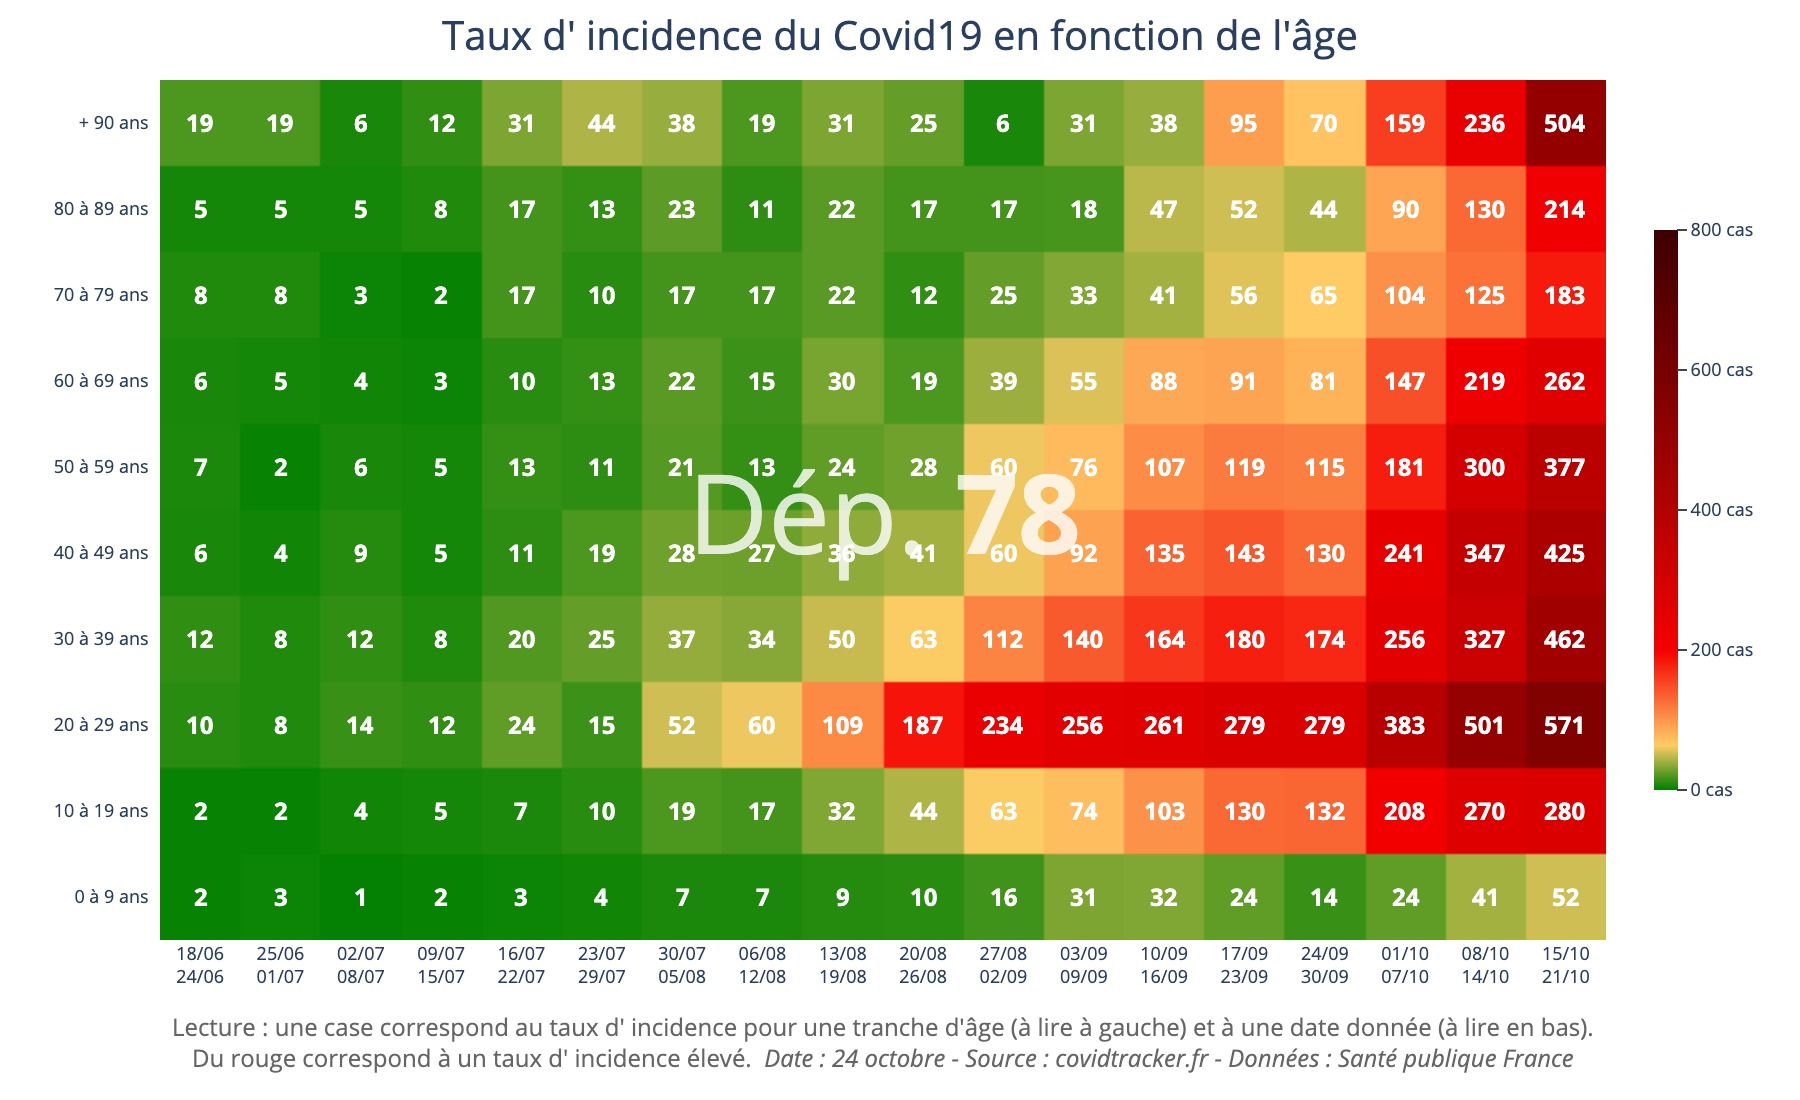 Taux d' incidence du Covid19 en fonction de l'âge
+ 90 ans 19 19 6 12 31 44 38 19 31 25 6 31 38 95 70 159 236 504
80 à 89 ans 5 5 5 8 17 13 23 11 22 17 17 18 47 52 44 90 130 214
70 à 79 ans 8 8 3 2 17 10 17 17 22 12 25 33 41 56 65 104 125 183
60 à 69 ans 6 5 4 3 10 13 22 15 30 19 39 55 88 91 81 147 219 262
50 à 59 ans 7 2 6 5 13 11 21 13 24 28 60 76 107 119 115 181 300 377
Dép. 78
40 à 49 ans 6 4 9 5 11 19 28 27 36 41 60 92 135 143 130 241 347 425
30 à 39 ans 12 8 12 8 20 25 37 34 50 63 112 140 164 180 174 256 327 462
20 à 29 ans 10 8 14 12 24 15 52 60 109 187 234 256 261 279 279 383 501 571
10 à 19 ans 2 2 4 5 7 10 19 17 32 44 63 74 103 130 132 208 270 280
0 à 9 ans 2 3 1 2 3 4 7 7 9 10 16 31 32 24 14 24 41 52
18/06 25/06 02/07 09/07 16/07 23/07 30/07 06/08 13/08 20/08 27/08 03/09 10/09 17/09 24/09 01/10 08/10 15/10
24/06 01/07 08/07 15/07 22/07 29/07 05/08 12/08 19/08 26/08 02/09 09/09 16/09 23/09 30/09 07/10 14/10 21/10
800 cas
600 cas
400 cas
200 cas
0 cas
Lecture : une case correspond au taux d' incidence pour une tranche d'âge (à lire à gauche) et à une date donnée (à lire en bas).
Du rouge correspond à un taux d' incidence élevé. Date : 24 octobre - Source : covidtracker.fr - Données : Santé publique France